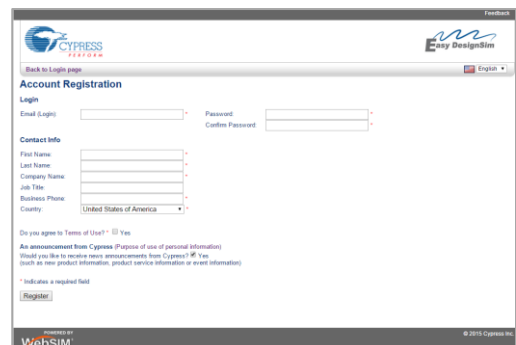 Feedback
CYPRESS
PERFORM
Easy DesignSim
Back to Login page
English
Account Registration
Login
Email (Login): * Password: *
Confirm Password: *
Contact Info
First Name: *
Last Name: *
Company Name: *
Job Title:
Business Phone: *
Country: United States of America *
Do you agree to Terms of Use? * Yes
An announcement from Cypress (Purpose of use of personal information)
Would you like to receive news announcements from Cypress? Yes
(such as new product information, product service information or event information)
* Indicates a required field
Register
POWERED BY
WebSIM
© 2015 Cypress Inc.